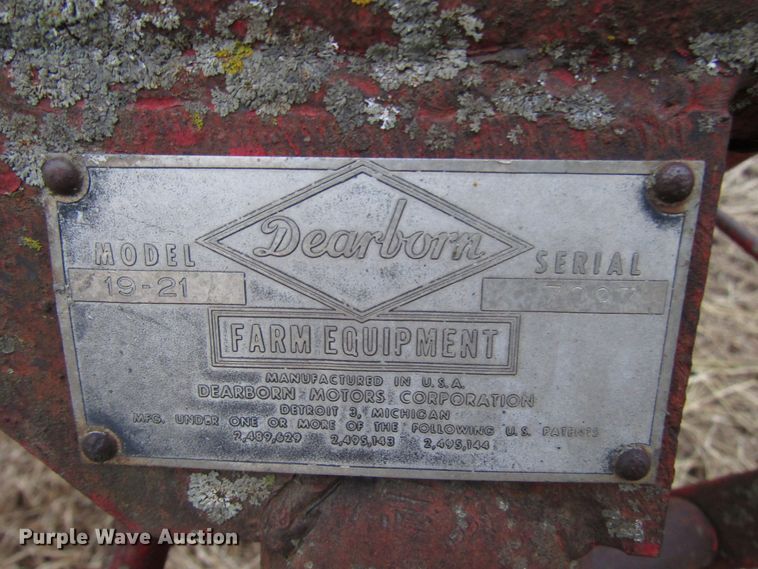 Dearborn
MODEL
19-21
SERIAL
FARM EQUIPMENT
MANUFACTURED IN U.S.A.
DEARBORN MOTORS CORPORATION
DETROIT 3, MICHIGAN
MFG. UNDER ONE OR MORE OF THE FOLLOWING U.S. PATENTS
2,489,629 2,495,143 2,495,144
Purple Wave Auction